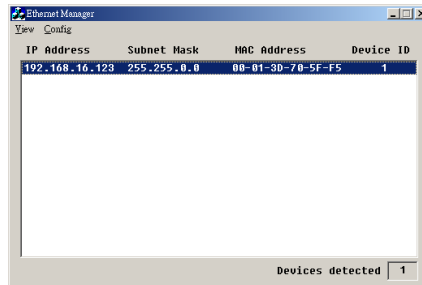 Ethernet Manager
View Config
IP Address Subnet Mask MAC Address Device ID
192.168.16.123 255.255.0.0 00-01-3D-70-5F-F5 1
Devices detected 1